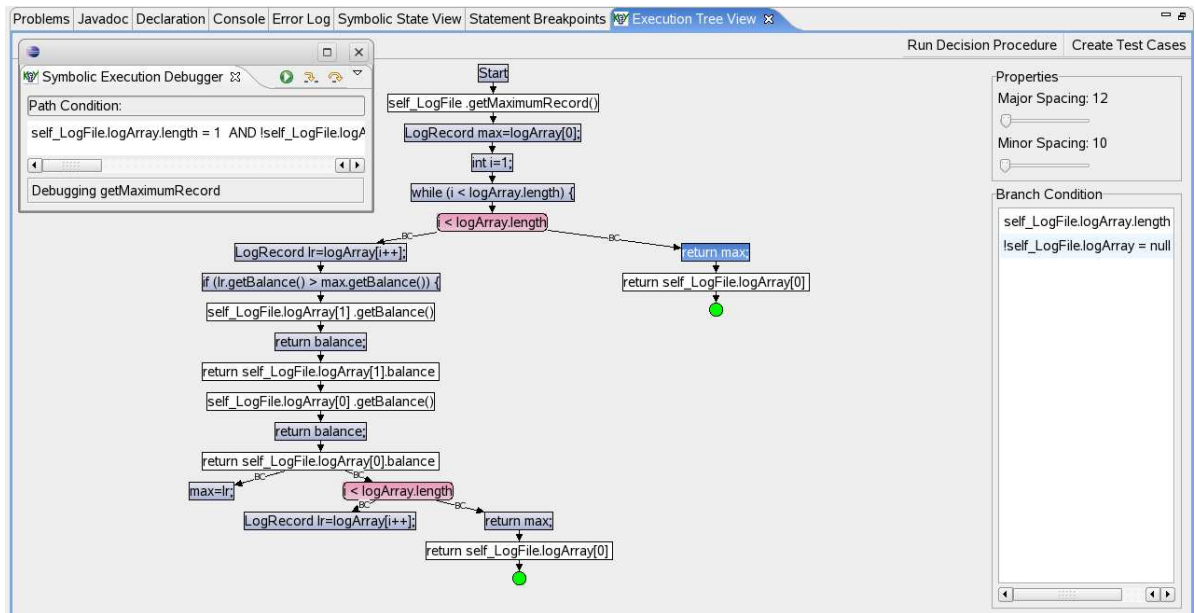 Problems Javadoc Declaration Console Error Log Symbolic State View Statement Breakpoints KeY Execution Tree View
Run Decision Procedure Create Test Cases
KeY Symbolic Execution Debugger
Path Condition:
self_LogFile.logArray.length = 1 AND !self_LogFile.logA
Debugging getMaximumRecord
Start
self_LogFile .getMaximumRecord()
LogRecord max=logArray[0];
int i=1;
while (i < logArray.length) {
i < logArray.length
BC
BC
LogRecord lr=logArray[i++];
return max;
if (lr.getBalance() > max.getBalance()) {
return self_LogFile.logArray[0]
self_LogFile.logArray[1] .getBalance()
return balance;
return self_LogFile.logArray[1].balance
self_LogFile.logArray[0] .getBalance()
return balance;
return self_LogFile.logArray[0].balance
BC
BC
max=lr;
i < logArray.length
BC
BC
LogRecord lr=logArray[i++];
return max;
return self_LogFile.logArray[0]
Properties
Major Spacing: 12
Minor Spacing: 10
Branch Condition
self_LogFile.logArray.length
!self_LogFile.logArray = null